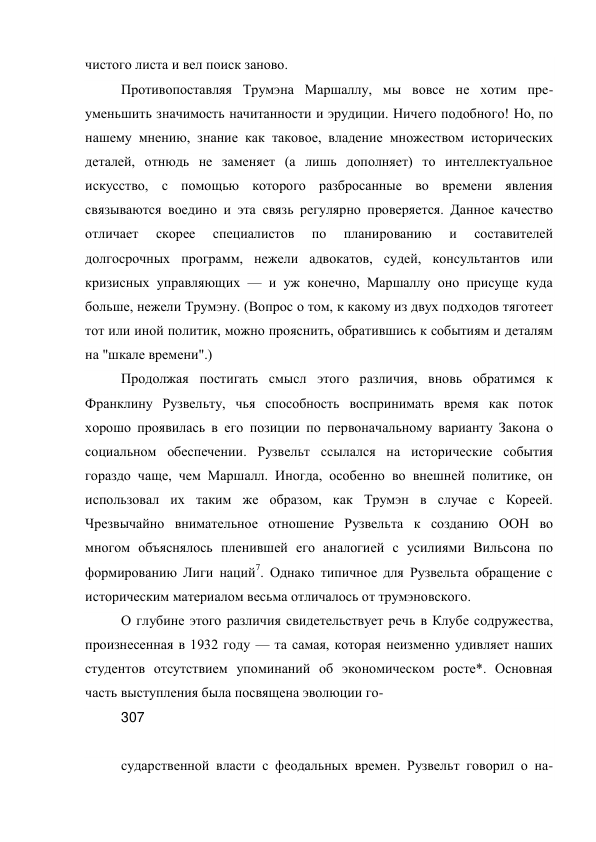 чистого листа и вел поиск заново.
Противопоставляя Трумэна Маршаллу, мы вовсе не хотим пре-
уменьшить значимость начитанности и эрудиции. Ничего подобного! Но, по
нашему мнению, знание как таковое, владение множеством исторических
деталей, отнюдь не заменяет (а лишь дополняет) то интеллектуальное
искусство, с помощью которого разбросанные во времени явления
связываются воедино и эта связь регулярно проверяется. Данное качество
отличает скорее специалистов по планированию и составителей
долгосрочных программ, нежели адвокатов, судей, консультантов или
кризисных управляющих — и уж конечно, Маршаллу оно присуще куда
больше, нежели Трумэну. (Вопрос о том, к какому из двух подходов тяготеет
тот или иной политик, можно прояснить, обратившись к событиям и деталям
на "шкале времени".)
Продолжая постигать смысл этого различия, вновь обратимся к
Франклину Рузвельту, чья способность воспринимать время как поток
хорошо проявилась в его позиции по первоначальному варианту Закона о
социальном обеспечении. Рузвельт ссылался на исторические события
гораздо чаще, чем Маршалл. Иногда, особенно во внешней политике, он
использовал их таким же образом, как Трумэн в случае с Кореей.
Чрезвычайно внимательное отношение Рузвельта к созданию ООН во
многом объяснялось пленившей его аналогией с усилиями Вильсона по
формированию Лиги наций7. Однако типичное для Рузвельта обращение с
историческим материалом весьма отличалось от трумэновского.
О глубине этого различия свидетельствует речь в Клубе содружества,
произнесенная в 1932 году — та самая, которая неизменно удивляет наших
студентов отсутствием упоминаний об экономическом росте*. Основная
часть выступления была посвящена эволюции го-
307
сударственной власти с феодальных времен. Рузвельт говорил о на-